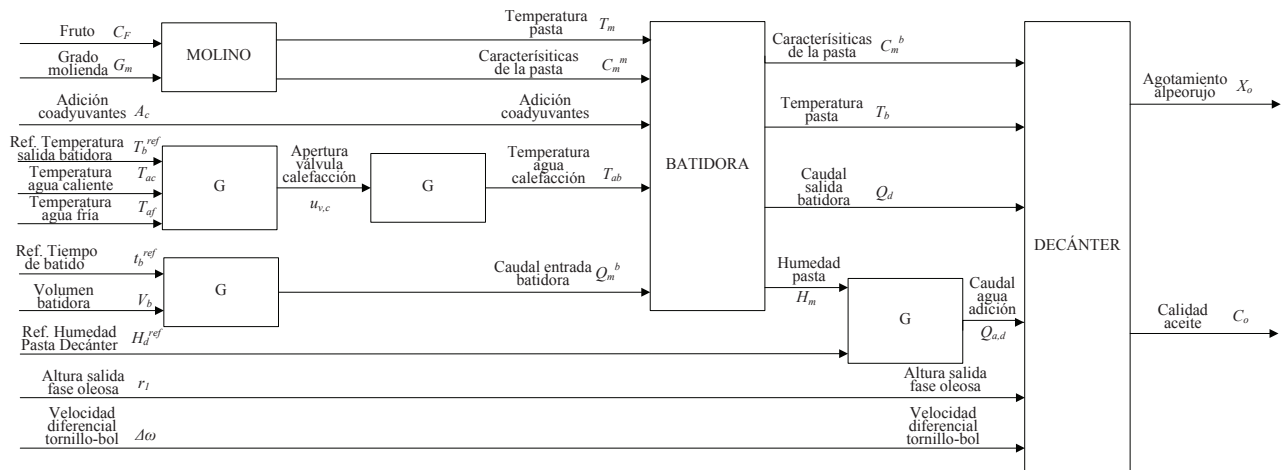 Fruto C_F
Grado
molienda G_m
MOLINO
Temperatura
pasta T_m
Caracterísiticas
de la pasta C_m^m
Adición
coadyuvantes A_c
Adición
coadyuvantes
Ref. Temperatura
salida batidora T_b^ref
Temperatura
agua caliente T_ac
Temperatura
agua fría T_af
G
Apertura
válvula
calefacción
u_v,c
G
Temperatura
agua
calefacción T_ab
Ref. Tiempo
de batido t_b^ref
Volumen
batidora V_b
G
Caudal entrada
batidora Q_m^b
Ref. Humedad
Pasta Decánter H_d^ref
Altura salida
fase oleosa r_1
Velocidad
diferencial
tornillo-bol Δω
BATIDORA
Caracterísiticas
de la pasta C_m^b
Temperatura
pasta T_b
Caudal
salida
batidora Q_d
Humedad
pasta
H_m
G
Caudal
agua
adición
Q_a,d
Altura salida
fase oleosa
Velocidad
diferencial
tornillo-bol
DECÁNTER
Agotamiento
alpeorujo X_o
Calidad
aceite C_o